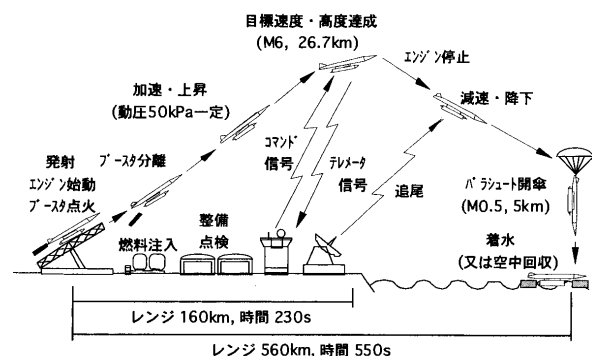 目標速度・高度達成
(M6, 26.7km)
エンジン停止
加速・上昇
(動圧50kPa一定)
減速・降下
発射
エンジン始動
ブースタ点火
ブースタ分離
コマンド
信号
テレメータ
信号
追尾
パラシュート開傘
(M0.5, 5km)
燃料注入
整備
点検
着水
(又は空中回収)
レンジ 160km, 時間 230s
レンジ 560km, 時間 550s